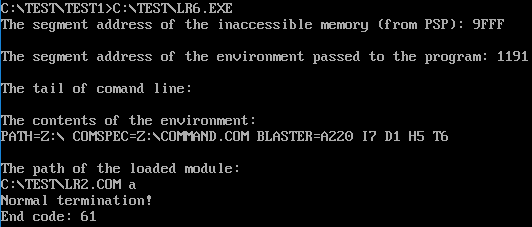 C:\TEST\TEST1>C:\TEST\LR6.EXE
The segment address of the inaccessible memory (from PSP): 9FFF
The segment address of the environment passed to the program: 1191
The tail of comand line:
The contents of the environment:
PATH=Z:\ COMSPEC=Z:\COMMAND.COM BLASTER=A220 I7 D1 H5 T6
The path of the loaded module:
C:\TEST\LR2.COM a
Normal termination!
End code: 61